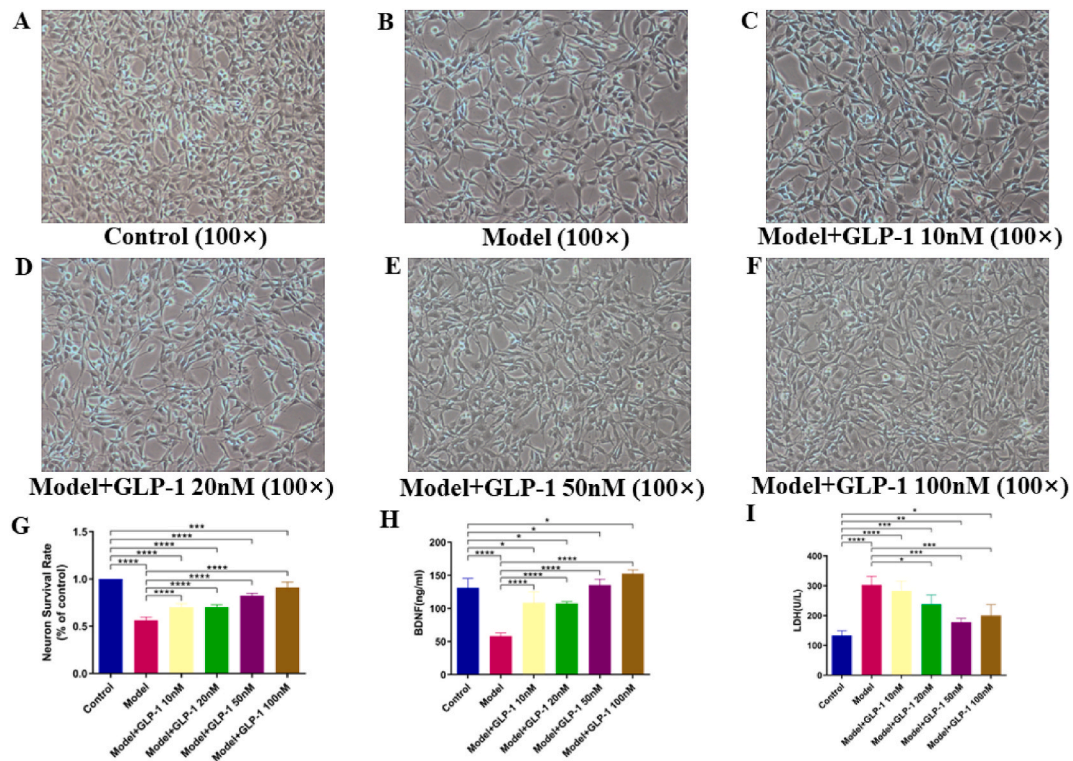 A
B
C
Control (100×)
Model (100×)
Model+GLP-1 10nM (100×)
D
E
F
Model+GLP-1 20nM (100×)
Model+GLP-1 50nM (100×)
Model+GLP-1 100nM (100×)
G
***
****
****
****
****
****
****
****
****
1.5
1.0
0.5
0.0
Neuron Survival Rate
(% of control)
Control
Model
Model+GLP-1 10nM
Model+GLP-1 20nM
Model+GLP-1 50nM
Model+GLP-1 100nM
H
*
*
*
*
****
****
****
****
****
200
150
100
50
0
BDNF(ng/ml)
Control
Model
Model+GLP-1 10nM
Model+GLP-1 20nM
Model+GLP-1 50nM
Model+GLP-1 100nM
I
*
**
***
****
****
***
***
*
400
300
200
100
0
LDH(U/L)
Control
Model
Model+GLP-1 10nM
Model+GLP-1 20nM
Model+GLP-1 50nM
Model+GLP-1 100nM